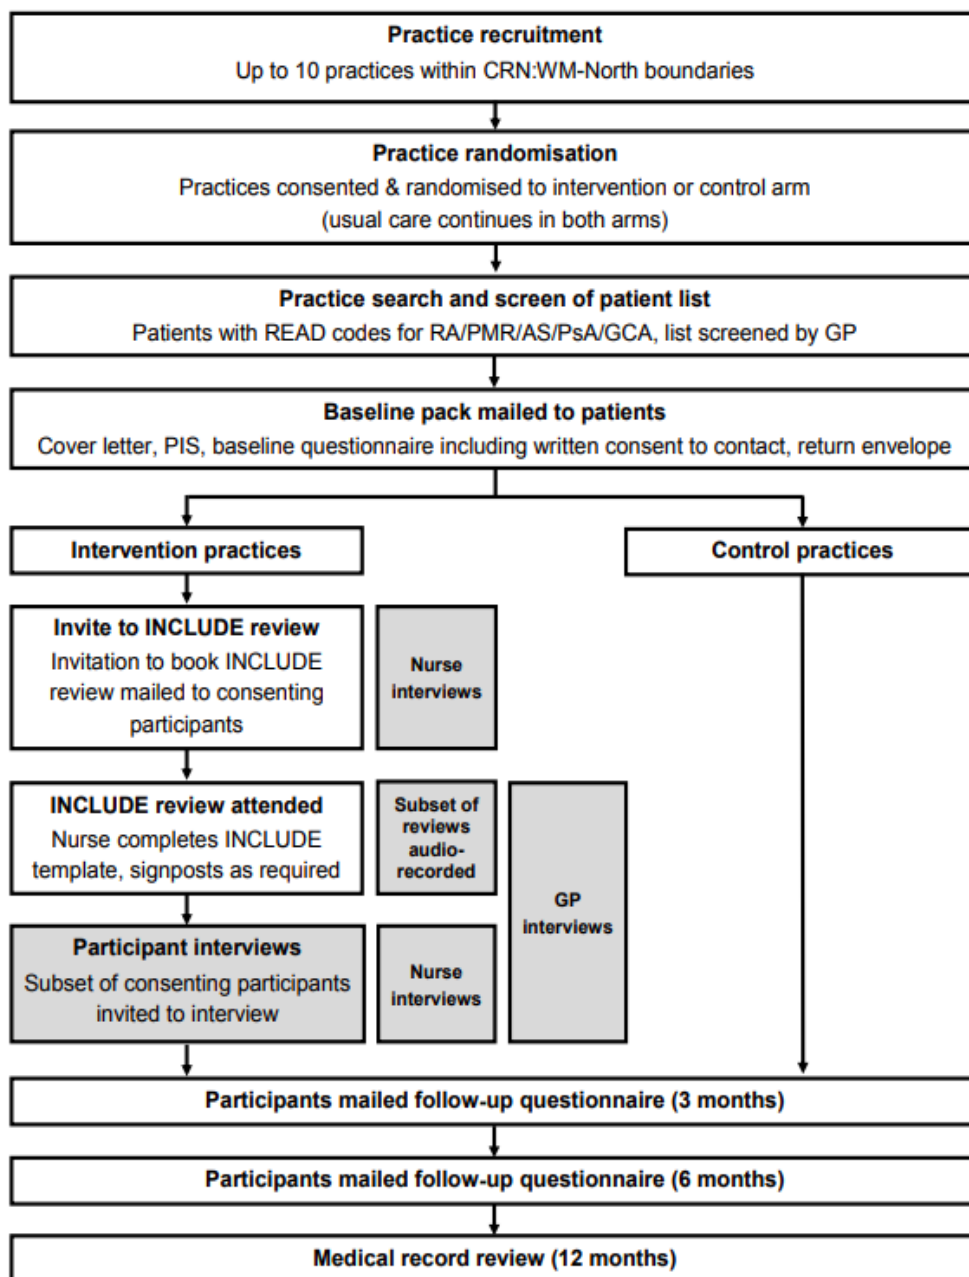 Practice recruitment
Up to 10 practices within CRN:WM-North boundaries
Practice randomisation
Practices consented & randomised to intervention or control arm
(usual care continues in both arms)
Practice search and screen of patient list
Patients with READ codes for RA/PMR/AS/PsA/GCA, list screened by GP
Baseline pack mailed to patients
Cover letter, PIS, baseline questionnaire including written consent to contact, return envelope
Intervention practices
Control practices
Invite to INCLUDE review
Invitation to book INCLUDE
review mailed to consenting
participants
Nurse
interviews
INCLUDE review attended
Nurse completes INCLUDE
template, signposts as required
Subset of
reviews
audio-
recorded
GP
interviews
Participant interviews
Subset of consenting participants
invited to interview
Nurse
interviews
Participants mailed follow-up questionnaire (3 months)
Participants mailed follow-up questionnaire (6 months)
Medical record review (12 months)